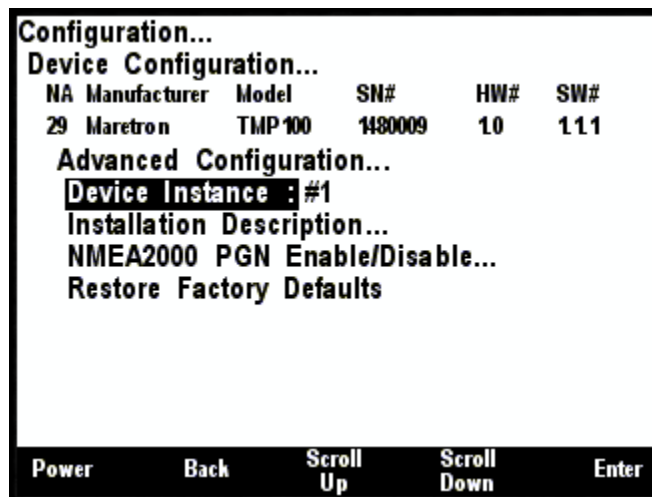 Configuration...
Device Configuration...
NA Manufacturer Model SN# HW# SW#
29 Maretron TMP100 1480009 1.0 1.1.1
Advanced Configuration...
Device Instance : #1
Installation Description...
NMEA2000 PGN Enable/Disable...
Restore Factory Defaults
Power Back Scroll Up Scroll Down Enter